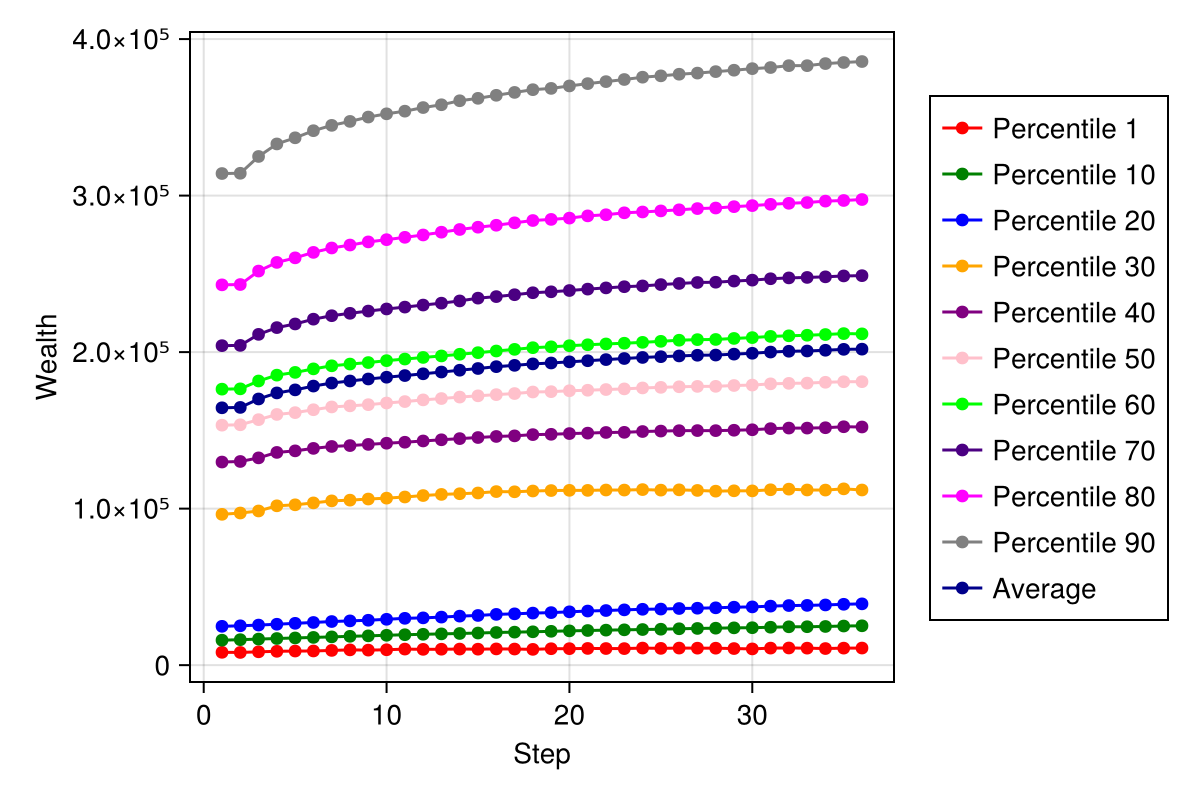 4.0×10⁵
3.0×10⁵
2.0×10⁵
1.0×10⁵
0
Wealth
0 10 20 30
Step
Percentile 1
Percentile 10
Percentile 20
Percentile 30
Percentile 40
Percentile 50
Percentile 60
Percentile 70
Percentile 80
Percentile 90
Average